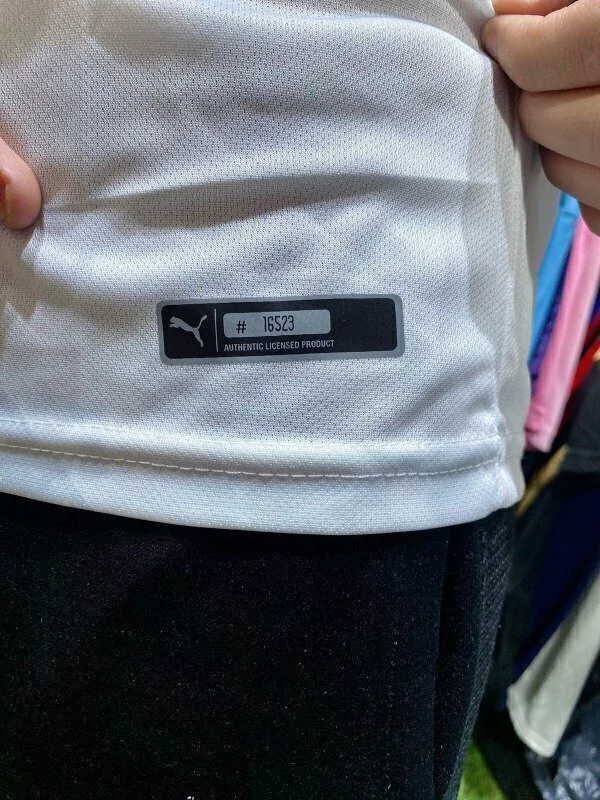 # 16523
AUTHENTIC LICENSED PRODUCT